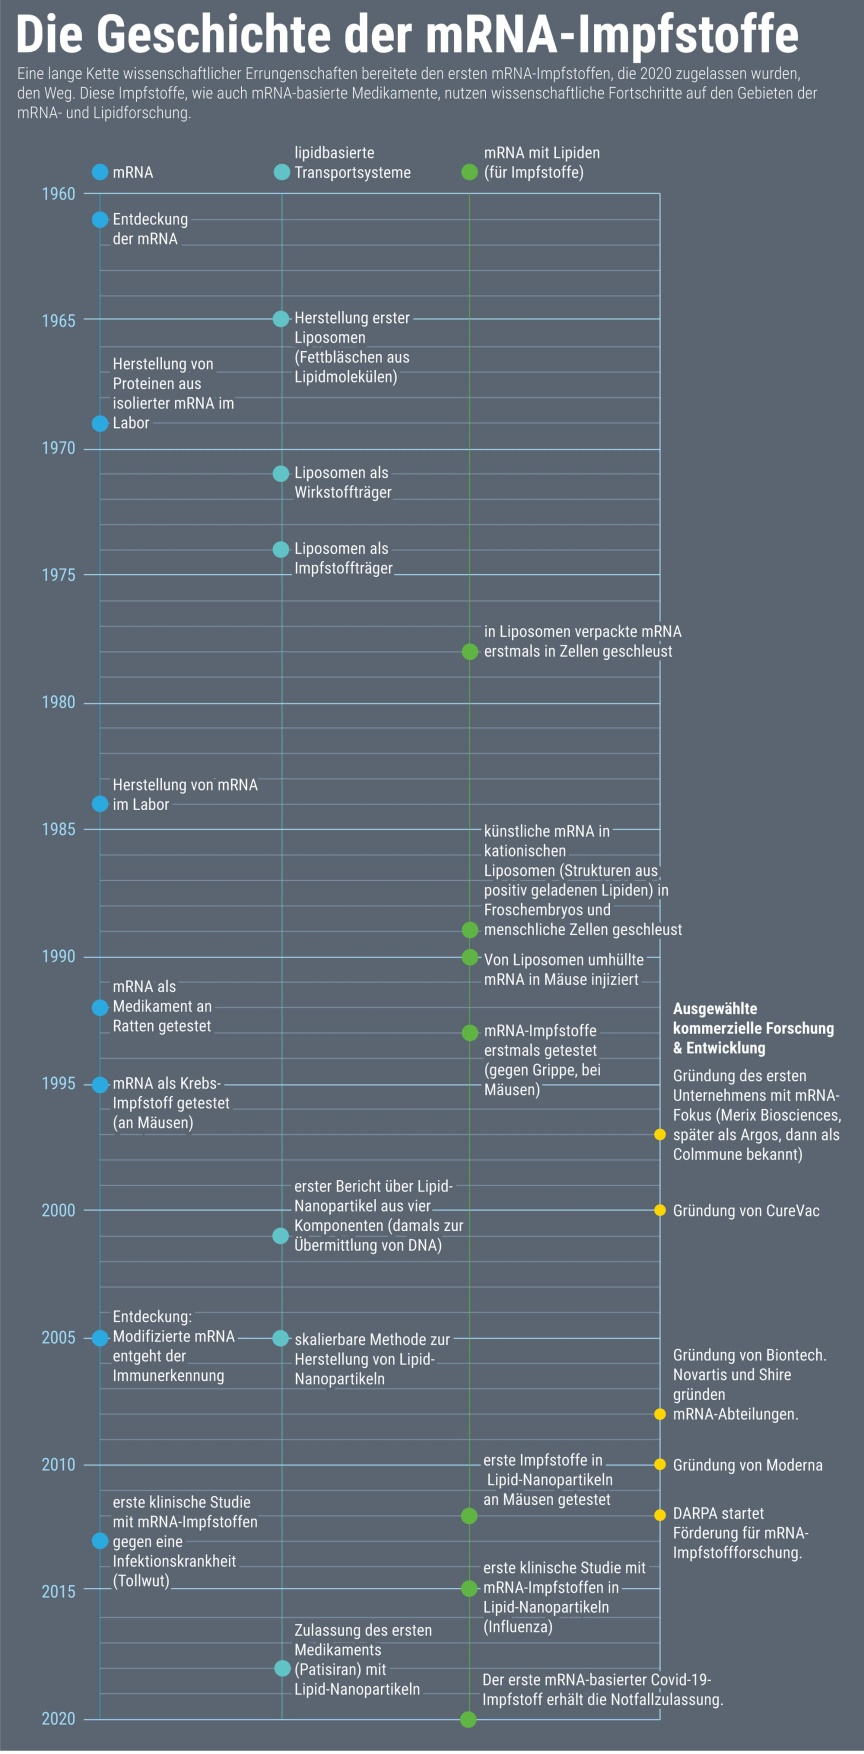 Die Geschichte der mRNA-Impfstoffe
Eine lange Kette wissenschaftlicher Errungenschaften bereitete den ersten mRNA-Impfstoffen, die 2020 zugelassen wurden,
den Weg. Diese Impfstoffe, wie auch mRNA-basierte Medikamente, nutzen wissenschaftliche Fortschritte auf den Gebieten der
mRNA- und Lipidforschung.
mRNA
lipidbasierte
Transportsysteme
mRNA mit Lipiden
(für Impfstoffe)
1960
Entdeckung
der mRNA
1965
Herstellung erster
Liposomen
(Fettbläschen aus
Lipidmolekülen)
Herstellung von
Proteinen aus
isolierter mRNA im
Labor
1970
Liposomen als
Wirkstoffträger
Liposomen als
Impfstoffträger
1975
in Liposomen verpackte mRNA
erstmals in Zellen geschleust
1980
Herstellung von mRNA
im Labor
1985
künstliche mRNA in
kationischen
Liposomen (Strukturen aus
positiv geladenen Lipiden) in
Froschembryos und
menschliche Zellen geschleust
1990
Von Liposomen umhüllte
mRNA in Mäuse injiziert
mRNA als
Medikament an
Ratten getestet
mRNA-Impfstoffe
erstmals getestet
(gegen Grippe, bei
Mäusen)
Ausgewählte
kommerzielle Forschung
& Entwicklung
1995
mRNA als Krebs-
Impfstoff getestet
(an Mäusen)
Gründung des ersten
Unternehmens mit mRNA-
Fokus (Merix Biosciences,
später als Argos, dann als
Colmmune bekannt)
erster Bericht über Lipid-
Nanopartikel aus vier
Komponenten (damals zur
Übermittlung von DNA)
2000
Gründung von CureVac
Entdeckung:
Modifizierte mRNA
entgeht der
Immunerkennung
2005
skalierbare Methode zur
Herstellung von Lipid-
Nanopartikeln
Gründung von Biontech.
Novartis und Shire
gründen
mRNA-Abteilungen.
2010
erste Impfstoffe in
Lipid-Nanopartikeln
an Mäusen getestet
Gründung von Moderna
erste klinische Studie
mit mRNA-Impfstoffen
gegen eine
Infektionskrankheit
(Tollwut)
DARPA startet
Förderung für mRNA-
Impfstoffforschung.
2015
erste klinische Studie mit
mRNA-Impfstoffen in
Lipid-Nanopartikeln
(Influenza)
Zulassung des ersten
Medikaments
(Patisiran) mit
Lipid-Nanopartikeln
Der erste mRNA-basierter Covid-19-
Impfstoff erhält die Notfallzulassung.
2020